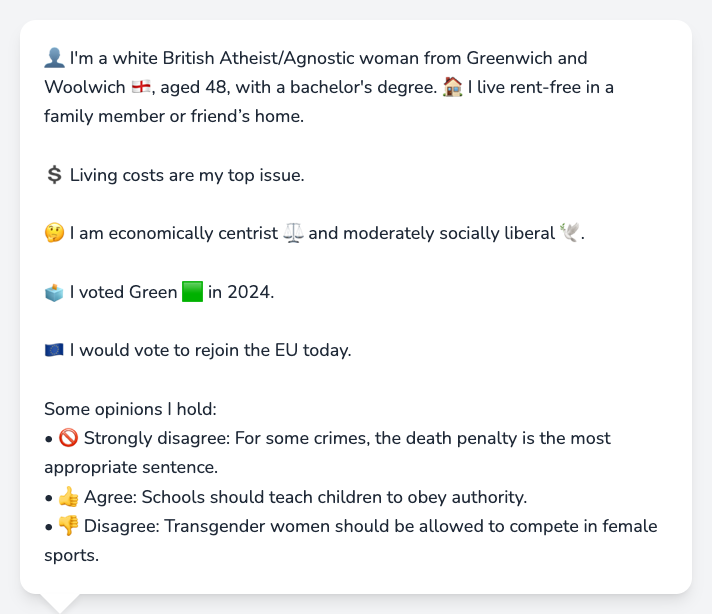 👤 I'm a white British Atheist/Agnostic woman from Greenwich and
Woolwich 🏴󠁧󠁢󠁥󠁮󠁧󠁿, aged 48, with a bachelor's degree. 🏠 I live rent-free in a
family member or friend’s home.
💲 Living costs are my top issue.
🤔 I am economically centrist ⚖️ and moderately socially liberal 🕊️.
🗳️ I voted Green 🟩 in 2024.
🇪🇺 I would vote to rejoin the EU today.
Some opinions I hold:
• 🚫 Strongly disagree: For some crimes, the death penalty is the most
appropriate sentence.
• 👍 Agree: Schools should teach children to obey authority.
• 👎 Disagree: Transgender women should be allowed to compete in female
sports.